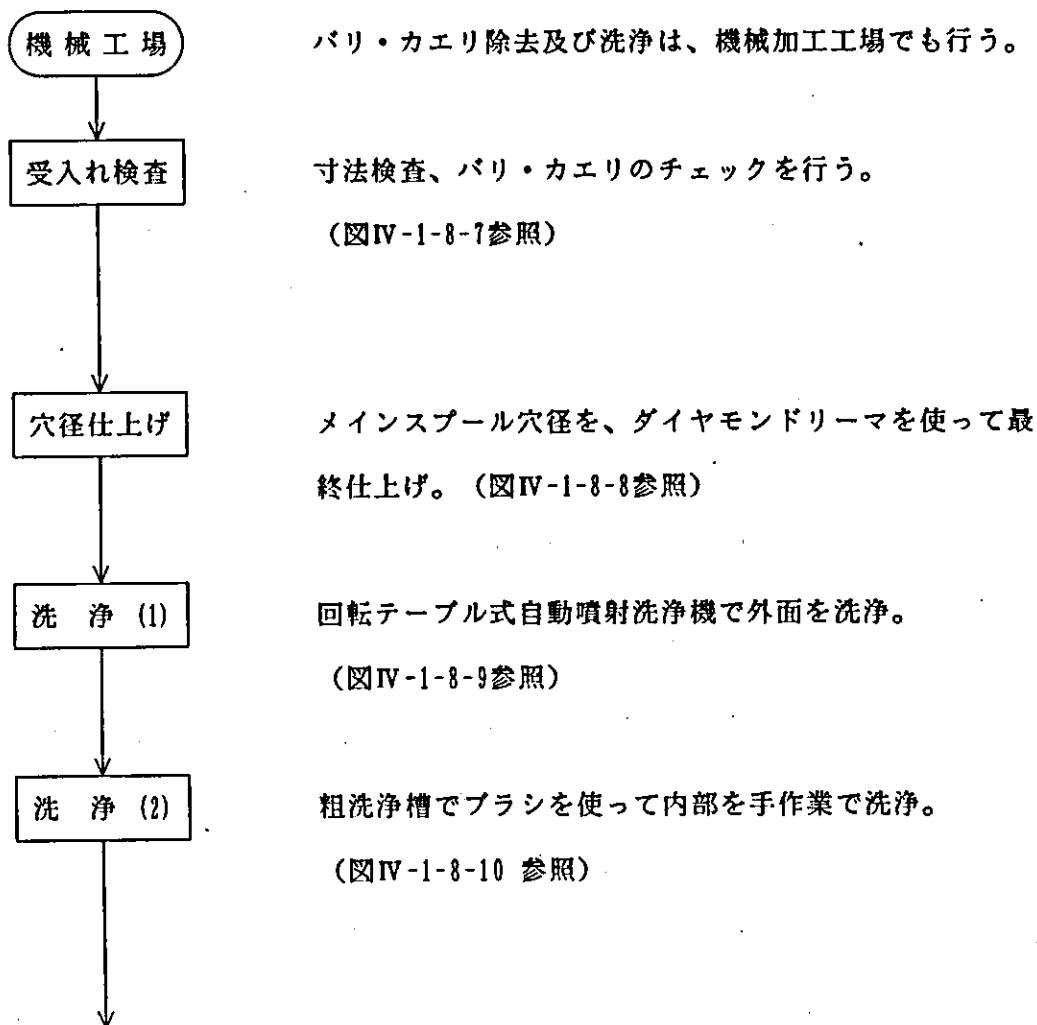 機械工場
バリ・カエリ除去及び洗浄は、機械加工工場でも行う。
受入れ検査
寸法検査、バリ・カエリのチェックを行う。
(図Ⅳ-1-8-7参照)
穴径仕上げ
メインスプール穴径を、ダイヤモンドリーマを使って最
終仕上げ。(図Ⅳ-1-8-8参照)
洗 浄 (1)
回転テーブル式自動噴射洗浄機で外面を洗浄。
(図Ⅳ-1-8-9参照)
洗 浄 (2)
粗洗浄槽でブラシを使って内部を手作業で洗浄。
(図Ⅳ-1-8-10 参照)